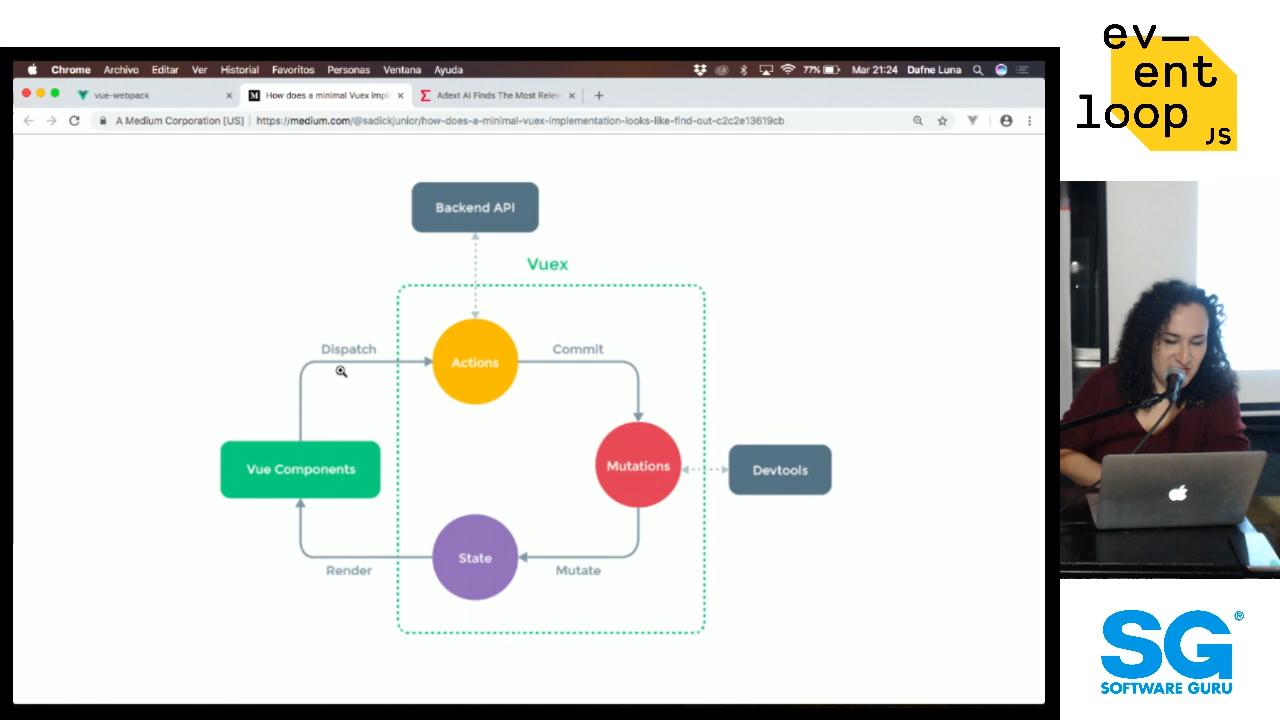 Chrome Archivo Editar Ver Historial Favoritos Personas Ventana Ayuda
77% Mar 21:24 Dafne Luna
vue-webpack
How does a minimal Vuex impl
Adext AI Finds The Most Relev
A Medium Corporation [US] | https://medium.com/@sadickjunior/how-does-a-minimal-vuex-implementation-looks-like-find-out-c2c2e13619cb
Backend API
Vuex
Dispatch
Actions
Commit
Vue Components
Mutations
Devtools
State
Render
Mutate
ev—
ent
loop
JS
SG®
SOFTWARE GURU